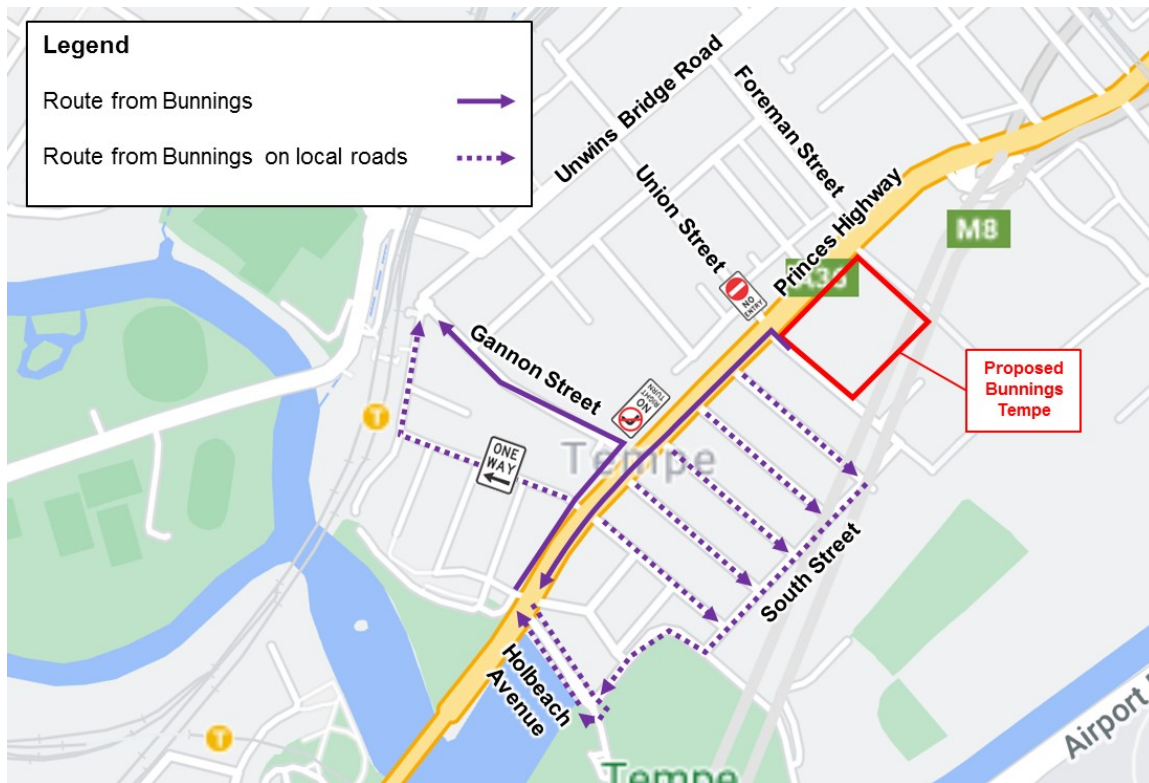 Legend
Route from Bunnings
Route from Bunnings on local roads
Unwins Bridge Road
Foreman Street
Union Street
Princes Highway
M8
NO
ENTRY
Proposed
Bunnings
Tempe
Gannon Street
NO
RIGHT
TURN
T
ONE
WAY
Tempe
South Street
Holbeach
Avenue
T
Airport
Tempe